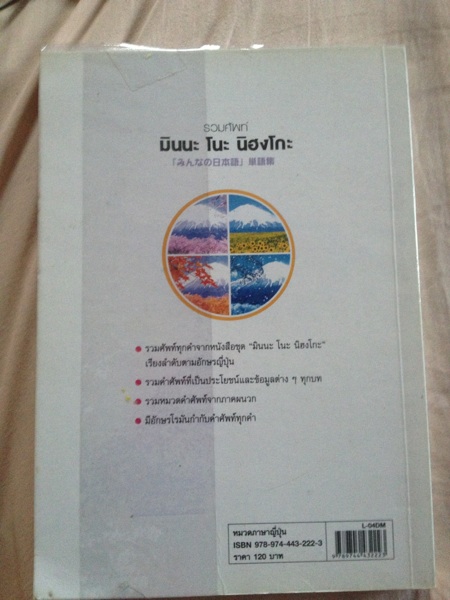 รวมศัพท์
มินนะ โนะ นิฮงโกะ
「みんなの日本語」単語集
รวมศัพท์ทุกคำจากหนังสือชุด "มินนะ โนะ นิฮงโกะ"
เรียงลำดับตามอักษรญี่ปุ่น
รวมคำศัพท์ที่เป็นประโยชน์และข้อมูลต่าง ๆ ทุกบท
รวมหมวดคำศัพท์จากภาคผนวก
มีอักษรโรมันกำกับคำศัพท์ทุกคำ
หมวดภาษาญี่ปุ่น
ISBN 978-974-443-222-3
ราคา 120 บาท
L-04DM
9789744432223